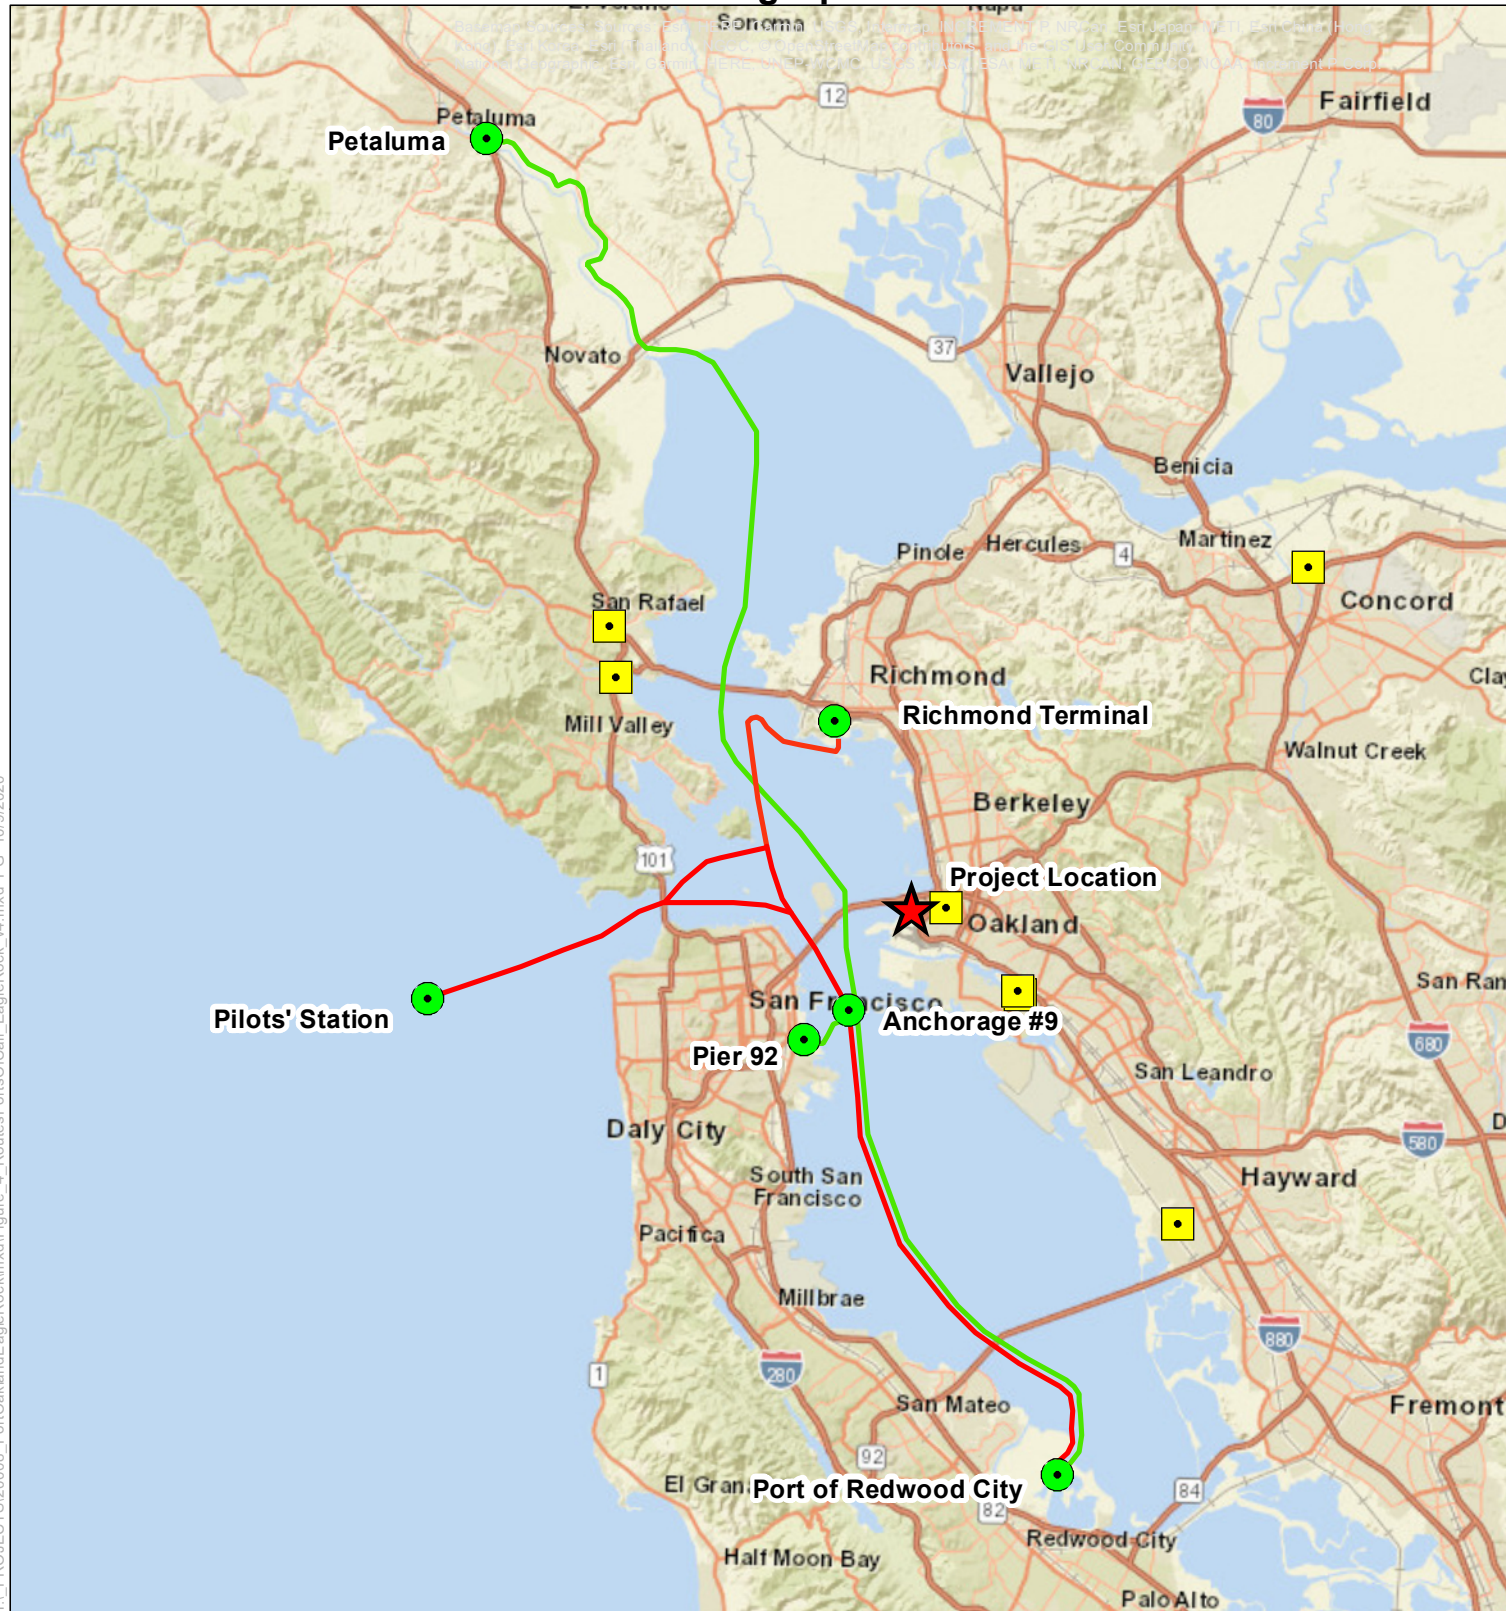 Sonoma
Petaluma
Petaluma
12
80
Fairfield
Novato
37
Vallejo
Benicia
Pinole
Hercules
4
Martinez
Concord
San Rafael
Richmond
Richmond Terminal
Mill Valley
Walnut Creek
Berkeley
101
Project Location
Oakland
San Francisco
Pilots' Station
Anchorage #9
Pier 92
680
San Leandro
Daly City
580
South San
Francisco
Hayward
Pacifica
Millbrae
880
280
1
San Mateo
Fremont
92
Port of Redwood City
84
82
Redwood City
Half Moon Bay
Palo Alto